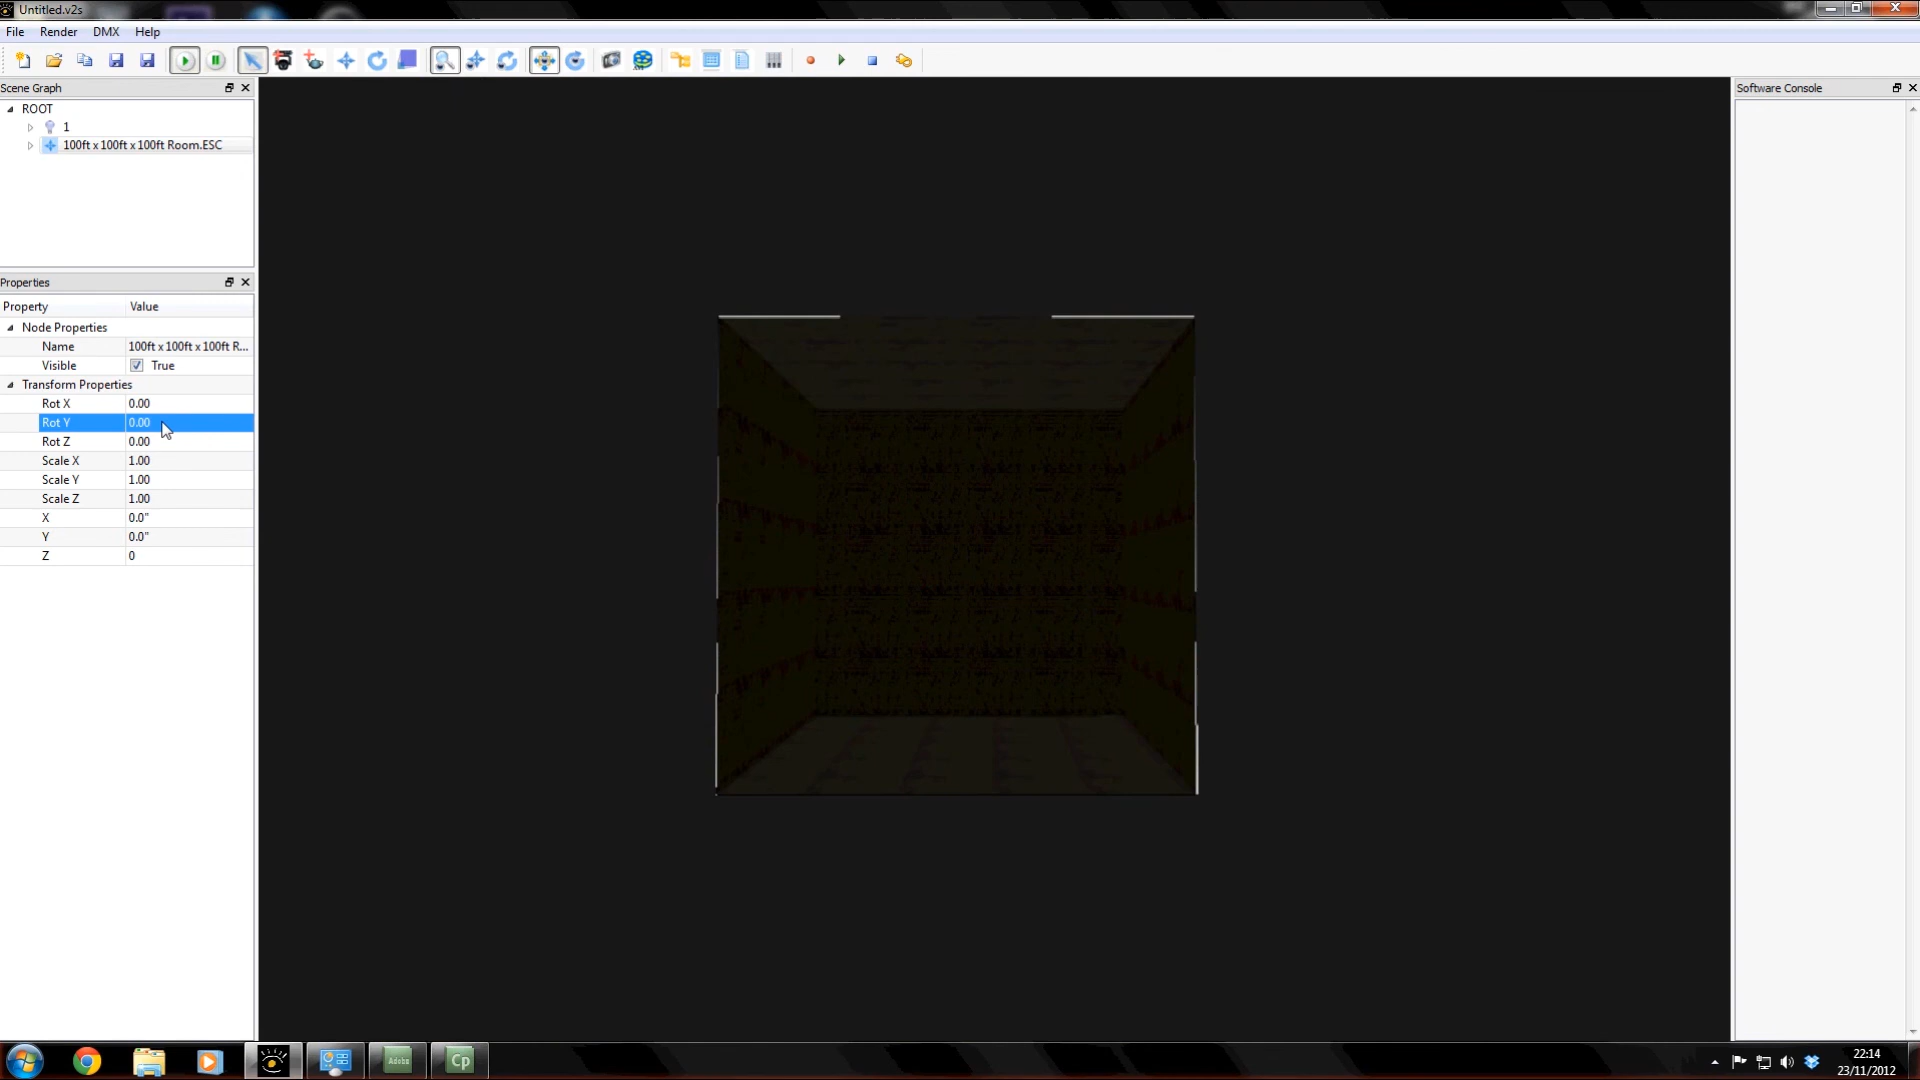 Untitled.v2s
File Render DMX Help
Scene Graph
ROOT
1
100ft x 100ft x 100ft Room.ESC
Properties
Property Value
Node Properties
Name 100ft x 100ft x 100ft R...
Visible True
Transform Properties
Rot X 0.00
Rot Y 0.00
Rot Z 0.00
Scale X 1.00
Scale Y 1.00
Scale Z 1.00
X 0.0"
Y 0.0"
Z 0
Software Console
Adobe
Cp
22:14
23/11/2012